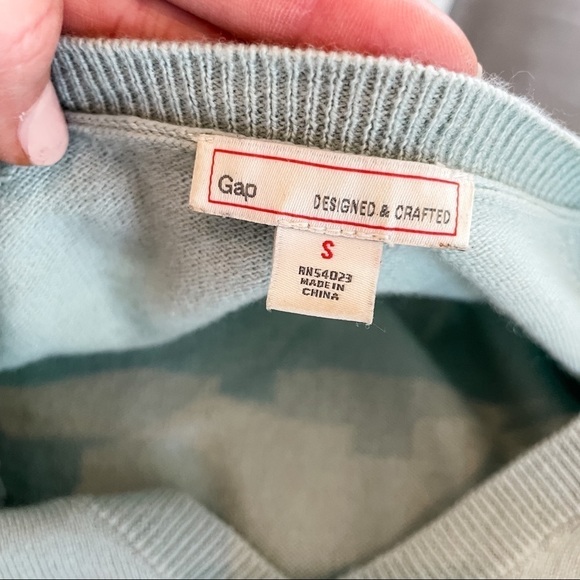 Gap
DESIGNED & CRAFTED
S
RN54023
MADE IN
CHINA